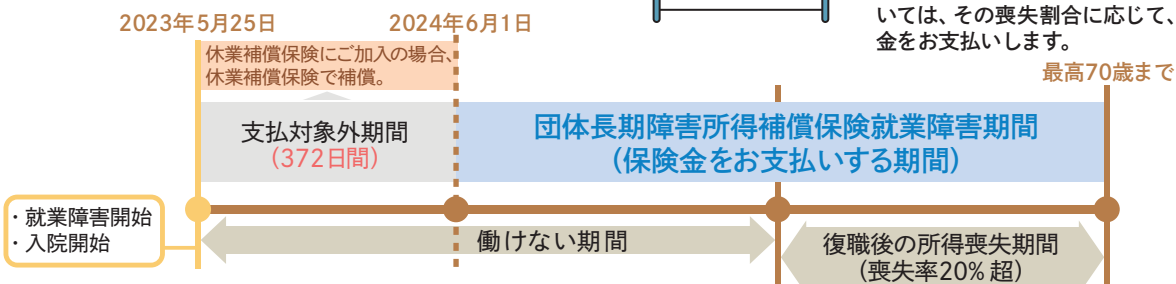 いては、その喪失割合に応じて、
金をお支払いします。
2023年5月25日
2024年6月1日
最高70歳まで
休業補償保険にご加入の場合、
休業補償保険で補償。
支払対象外期間
(372日間)
団体長期障害所得補償保険就業障害期間
(保険金をお支払いする期間)
・就業障害開始
・入院開始
働けない期間
復職後の所得喪失期間
(喪失率20%超)